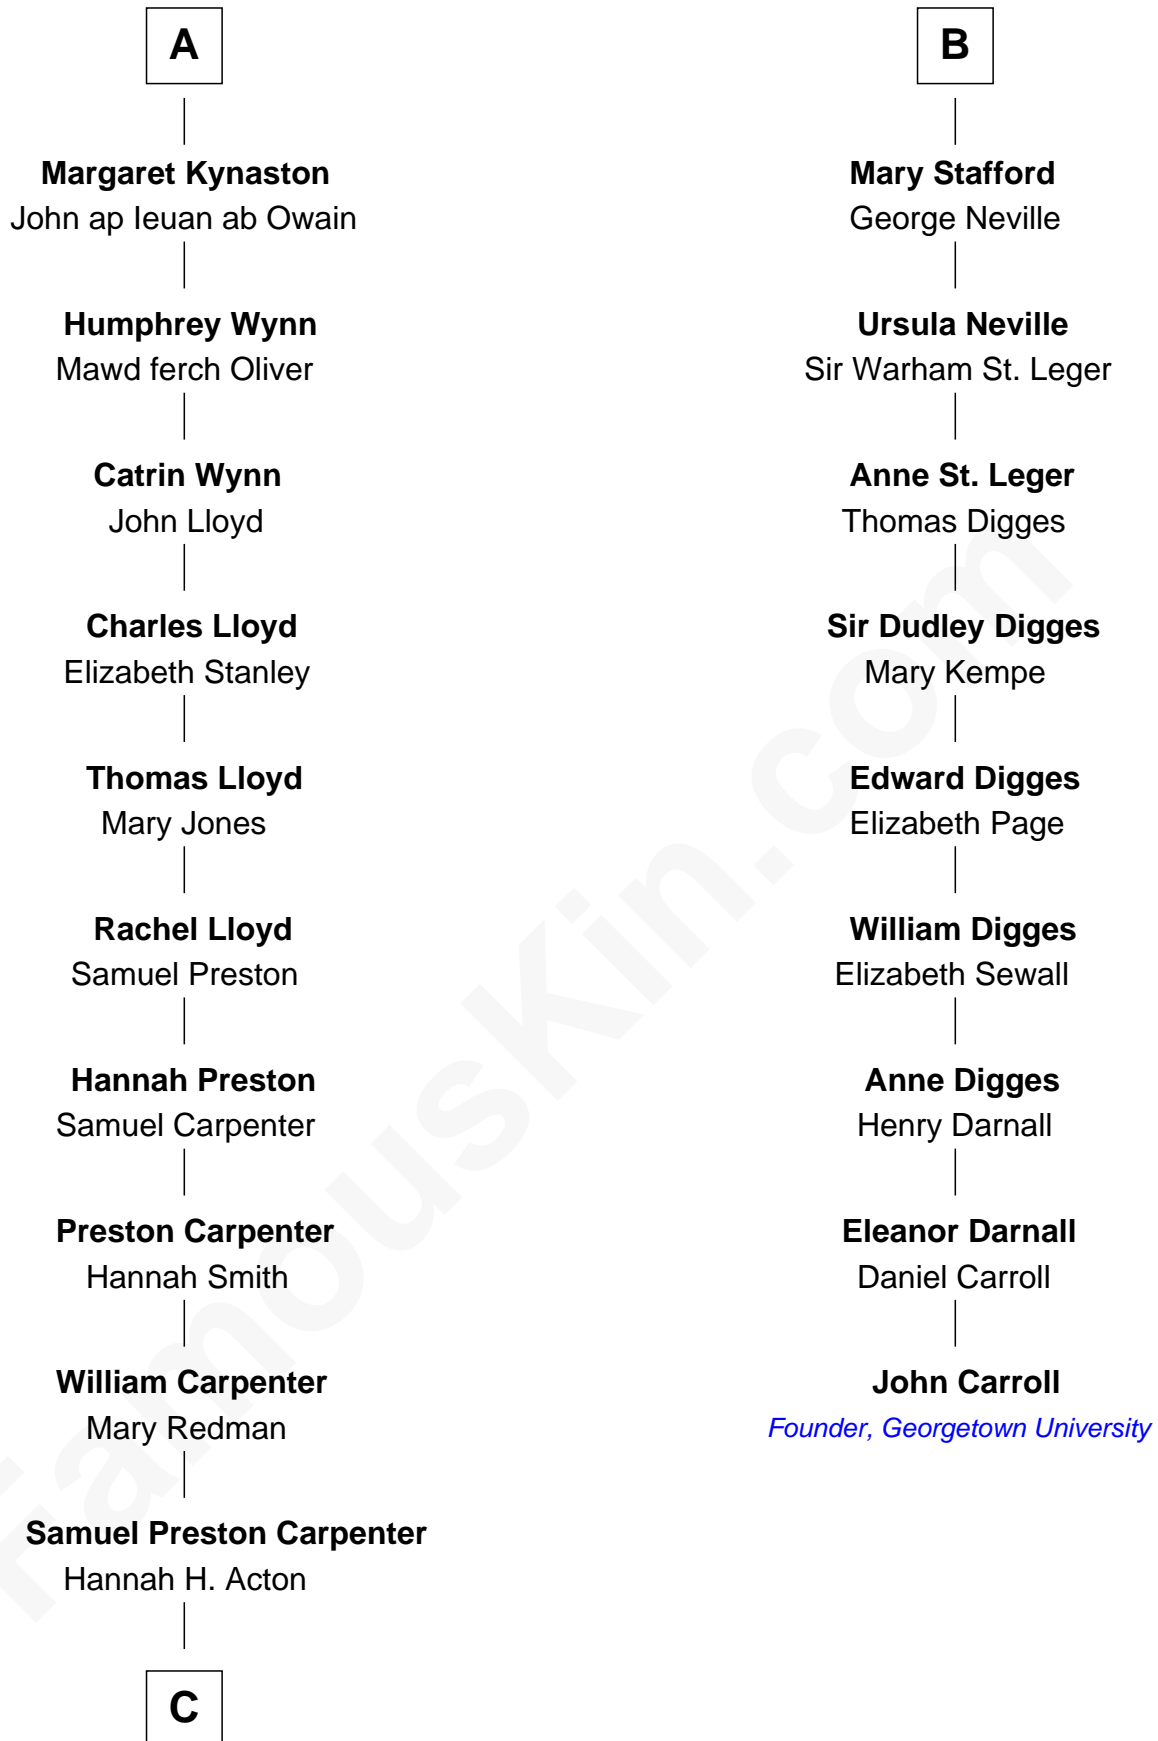 A
Margaret Kynaston
John ap Ieuan ab Owain
Humphrey Wynn
Mawd ferch Oliver
Catrin Wynn
John Lloyd
Charles Lloyd
Elizabeth Stanley
Thomas Lloyd
Mary Jones
Rachel Lloyd
Samuel Preston
Hannah Preston
Samuel Carpenter
Preston Carpenter
Hannah Smith
William Carpenter
Mary Redman
Samuel Preston Carpenter
Hannah H. Acton
C
B
Mary Stafford
George Neville
Ursula Neville
Sir Warham St. Leger
Anne St. Leger
Thomas Digges
Sir Dudley Digges
Mary Kempe
Edward Digges
Elizabeth Page
William Digges
Elizabeth Sewall
Anne Digges
Henry Darnall
Eleanor Darnall
Daniel Carroll
John Carroll
Founder, Georgetown University
FamousKin.com